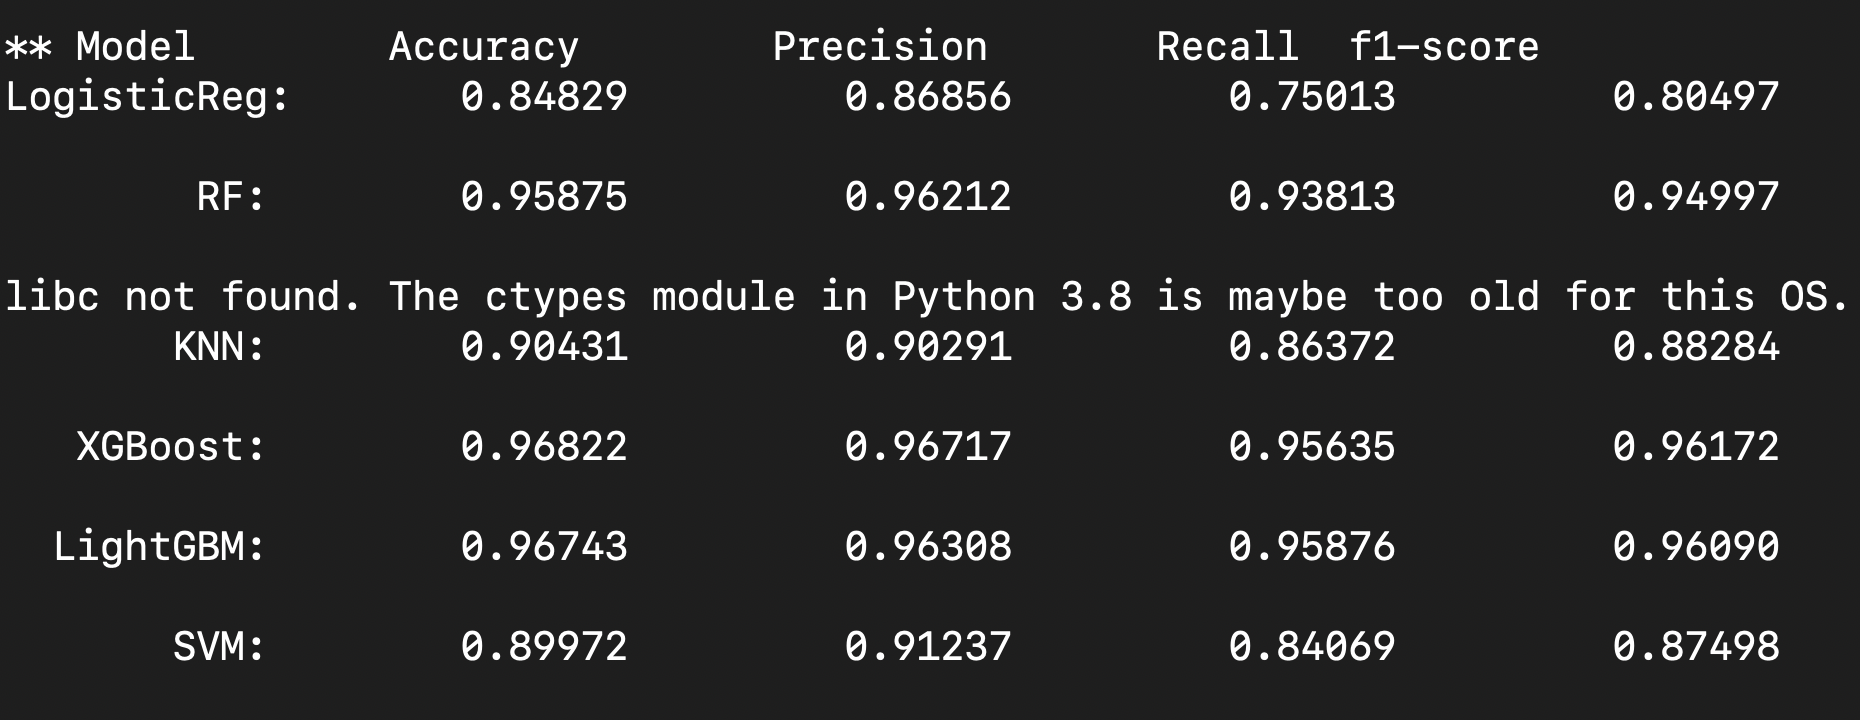 ** Model Accuracy Precision Recall f1-score
LogisticReg: 0.84829 0.86856 0.75013 0.80497
RF: 0.95875 0.96212 0.93813 0.94997
libc not found. The ctypes module in Python 3.8 is maybe too old for this OS.
KNN: 0.90431 0.90291 0.86372 0.88284
XGBoost: 0.96822 0.96717 0.95635 0.96172
LightGBM: 0.96743 0.96308 0.95876 0.96090
SVM: 0.89972 0.91237 0.84069 0.87498